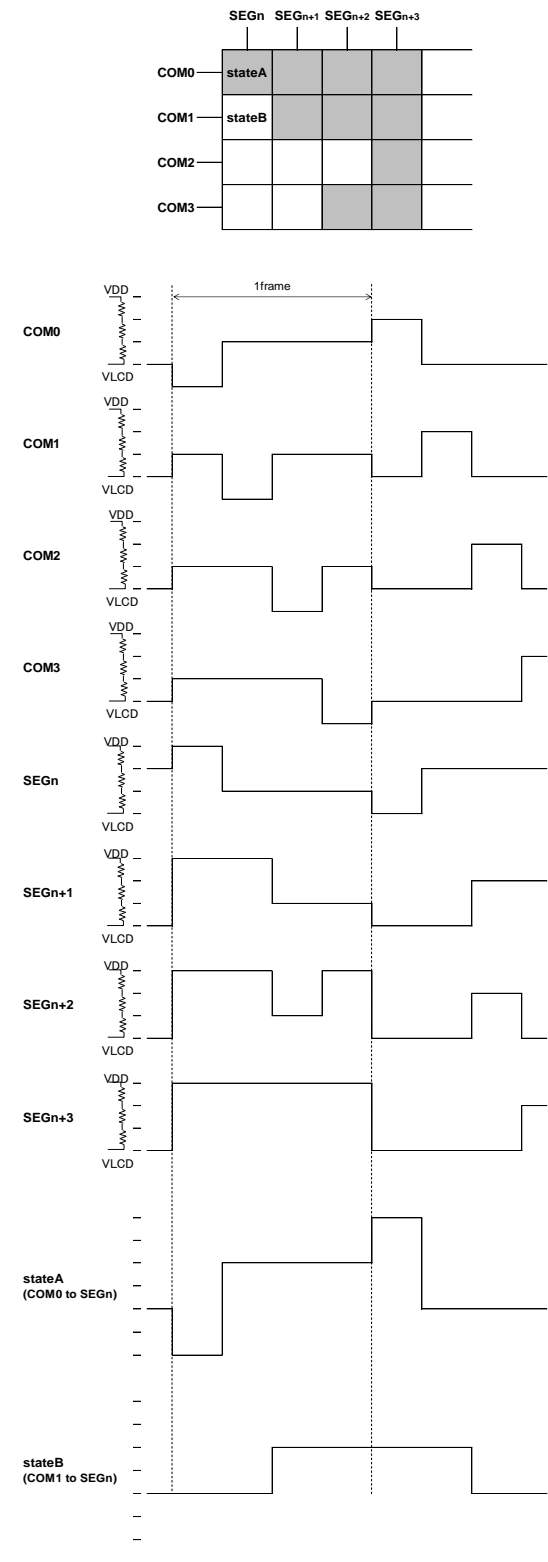 SEGn SEGn+1 SEGn+2 SEGn+3
COM0 stateA
COM1 stateB
COM2
COM3
VDD 1frame
COM0
VLCD
VDD
COM1
VLCD
VDD
COM2
VLCD
VDD
COM3
VLCD
VDD
SEGn
VLCD
VDD
SEGn+1
VLCD
VDD
SEGn+2
VLCD
VDD
SEGn+3
VLCD
stateA
(COM0 to SEGn)
stateB
(COM1 to SEGn)